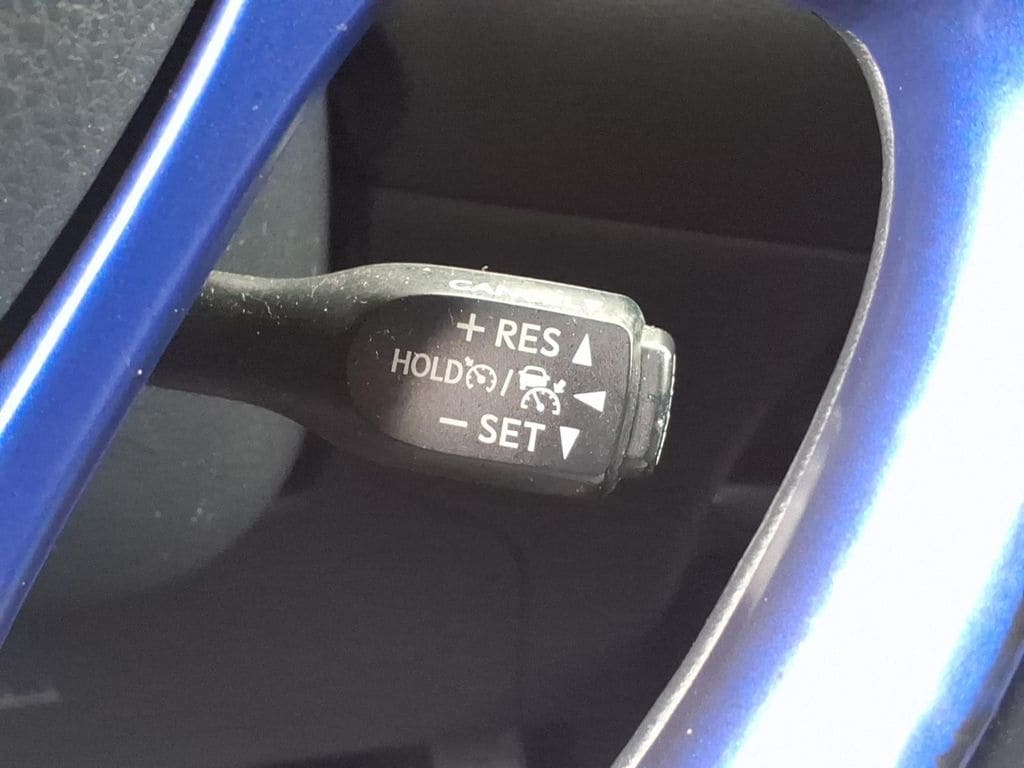 + RES ▲
HOLD / ◀
− SET ▼